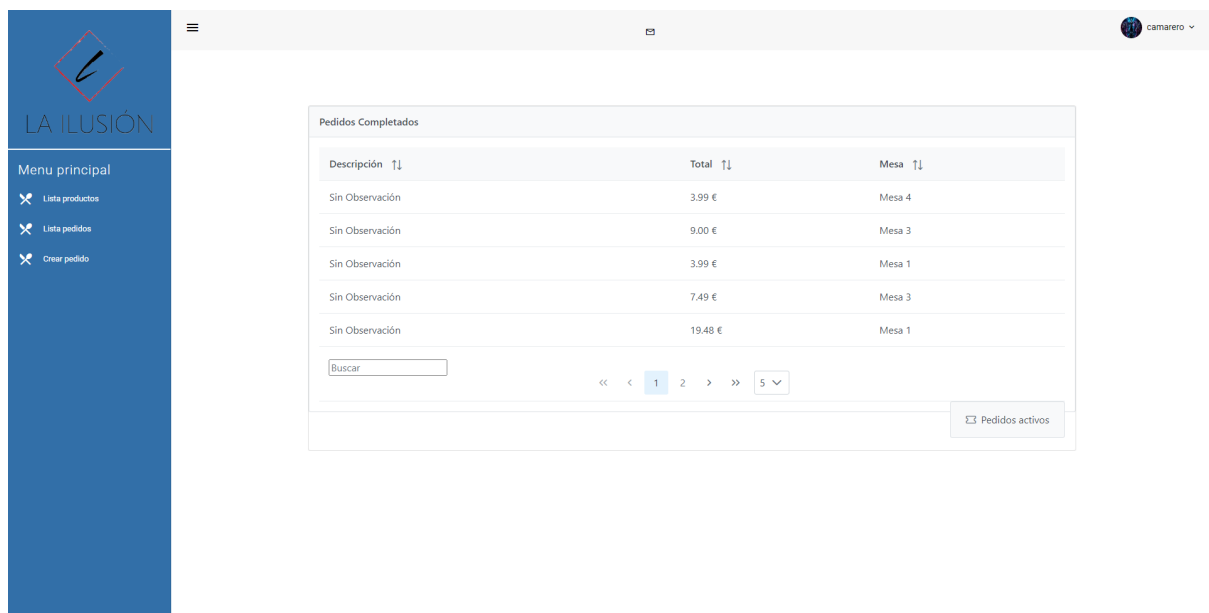 camarero
LA ILUSIÓN
Menu principal
Lista productos
Lista pedidos
Crear pedido
Pedidos Completados
Descripción Total Mesa
Sin Observación 3.99 € Mesa 4
Sin Observación 9.00 € Mesa 3
Sin Observación 3.99 € Mesa 1
Sin Observación 7.49 € Mesa 3
Sin Observación 19.48 € Mesa 1
Buscar
<< < 1 2 > >> 5
Pedidos activos